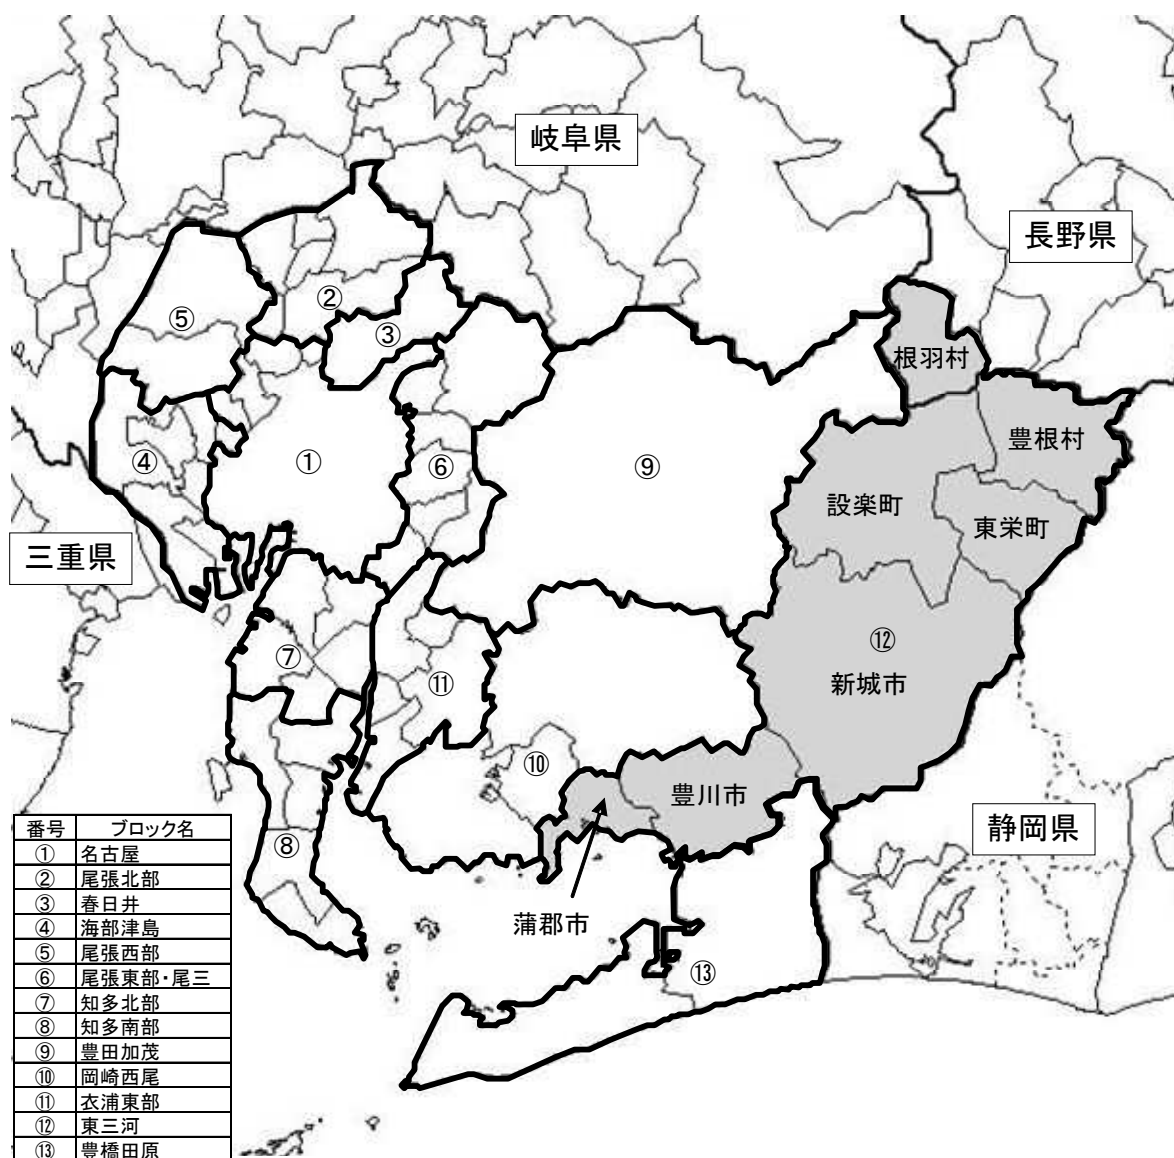 岐阜県
長野県
②
⑤
③
根羽村
豊根村
④
①
⑥
⑨
設楽町
東栄町
三重県
⑫
⑦
⑪
新城市
⑩
豊川市
静岡県
⑧
蒲郡市
⑬
番号 ブロック名
① 名古屋
② 尾張北部
③ 春日井
④ 海部津島
⑤ 尾張西部
⑥ 尾張東部・尾三
⑦ 知多北部
⑧ 知多南部
⑨ 豊田加茂
⑩ 岡崎西尾
⑪ 衣浦東部
⑫ 東三河
⑬ 豊橋田原